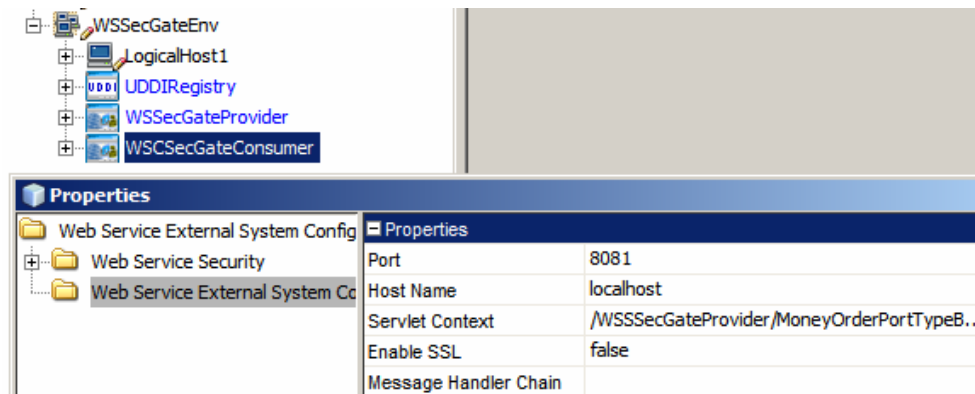 WSSecGateEnv
LogicalHost1
UDDI UDDIRegistry
WSSecGateProvider
WSCSecGateConsumer
Properties
Web Service External System Config
Web Service Security
Web Service External System Co
Properties
Port 8081
Host Name localhost
Servlet Context /WSSSecGateProvider/MoneyOrderPortTypeB...
Enable SSL false
Message Handler Chain